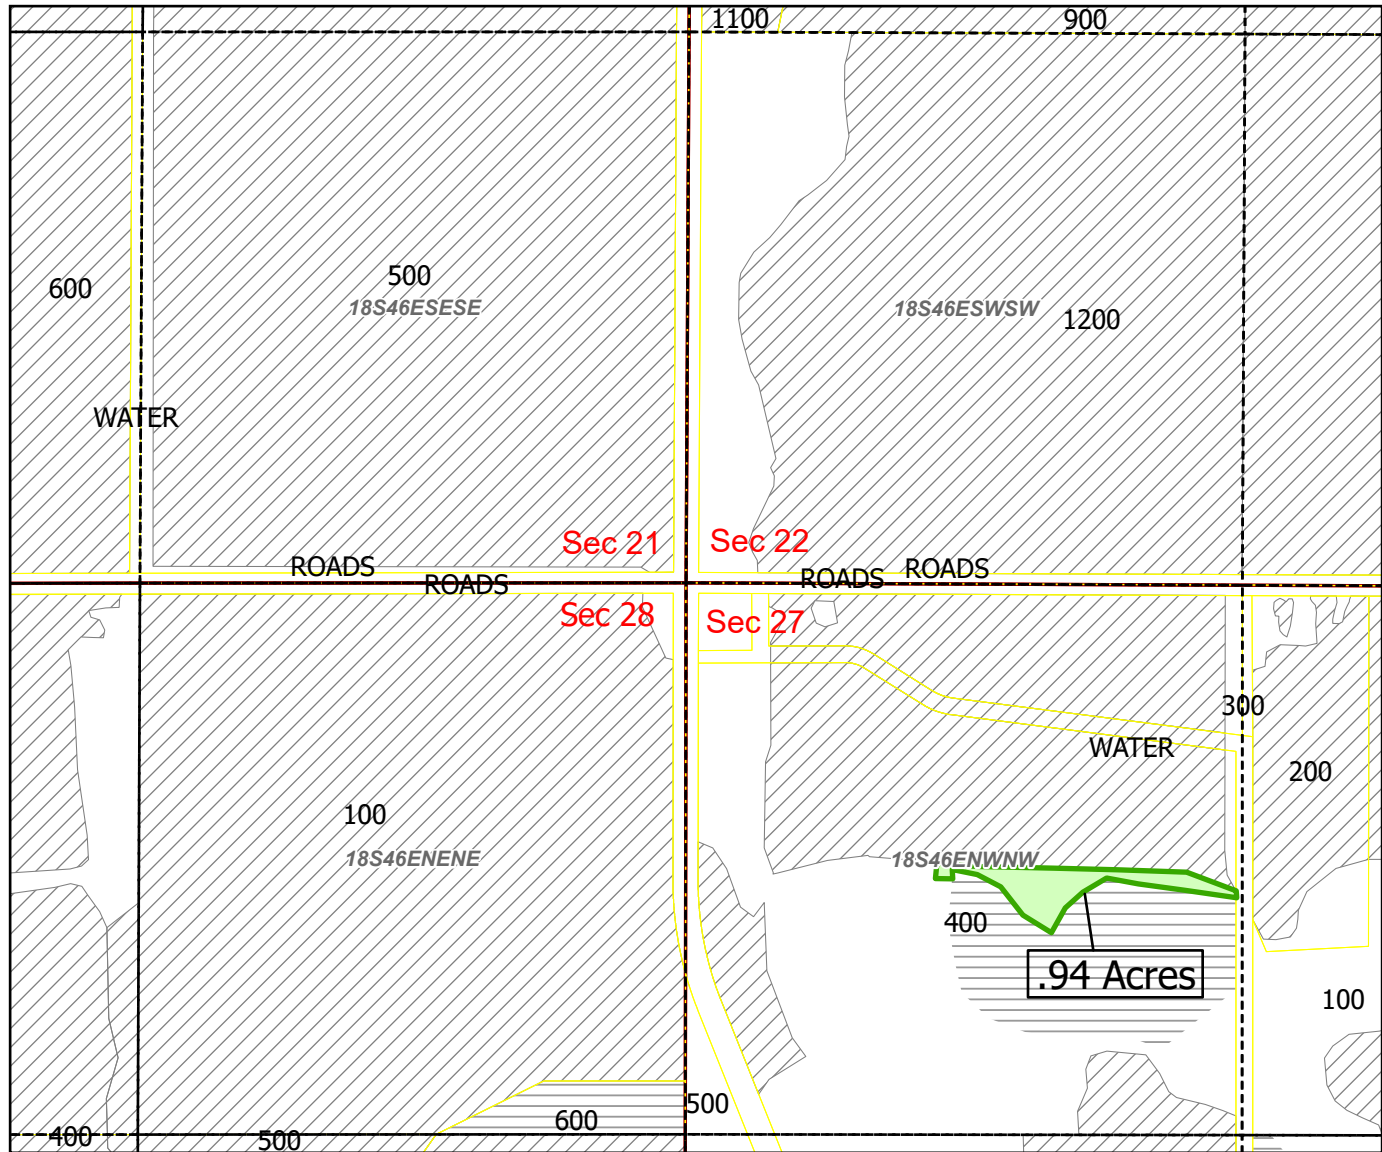 1100
900
600
500
18S46ESESE
18S46ESWSW
1200
WATER
Sec 21
Sec 22
ROADS
ROADS
ROADS
ROADS
Sec 28
Sec 27
300
WATER
200
100
18S46ENENE
18S46ENWNW
400
.94 Acres
100
500
600
400
500